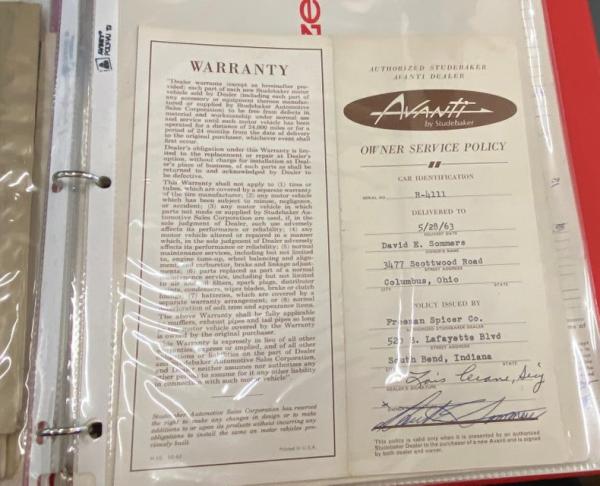 WARRANTY
"Dealer warrants (except as hereinafter pro-
vided) each part of each new Studebaker motor
vehicle sold by Dealer (including each part of
any accessory or equipment thereon manufac-
tured or supplied by Studebaker Automotive
Sales Corporation) to be free from defects in
material and workmanship under normal use
and service until such motor vehicle has been
operated for a distance of 24,000 miles or for a
period of 24 months from the date of delivery
to the original purchaser, whichever event shall
first occur.
Dealer's obligation under this Warranty is lim-
ited to the replacement or repair at Dealer's
option, without charge for installation at Deal-
er's place of business, of such parts as shall be
returned to and acknowledged by Dealer to
be defective.
This Warranty shall not apply to (1) tires or
tubes, which are covered by a separate warranty
of the tire manufacturer; (2) any motor vehicle
which has been subject to misuse, negligence,
or accident; (3) any motor vehicle in which
parts not made or supplied by Studebaker Au-
tomotive Sales Corporation are used, if, in the
sole judgment of Dealer, such use adversely
affects its performance or reliability; (4) any
motor vehicle altered or repaired in a manner
which, in the sole judgment of Dealer adversely
affects its performance or reliability; (5) normal
maintenance services, including but not limited
to, engine tune-up, wheel balancing and align-
ment, and carburetor, brake and linkage adjust-
ments; (6) parts replaced as part of a normal
maintenance service, including but not limited
to air and oil filters, spark plugs, distributor
points, condensers, wiper blades, brake or clutch
linings; (7) batteries, which are covered by a
separate warranty arrangement; or (8) normal
deterioration of soft trim and appearance items.
The above Warranty shall be fully applicable
to mufflers, exhaust pipes and tail pipes so long
as motor vehicle covered by the Warranty
is owned by the original purchaser.
This Warranty is expressly in lieu of all other
warranties, express or implied, and of all other
obligations or liabilities on the part of Dealer
and Studebaker Automotive Sales Corporation,
and Dealer neither assumes nor authorizes any
other person to assume for it any other liability
in connection with such motor vehicle"
Studebaker Automotive Sales Corporation has reserved
the right to make any changes in design or to make
additions to or upon its products without incurring any
obligations to install the same on motor vehicles pre-
viously built.
Printed in U.S.A.
AUTHORIZED STUDEBAKER
AVANTI DEALER
AVANTI
by Studebaker
OWNER SERVICE POLICY
CAR IDENTIFICATION
SERIAL NO. R-4111
DELIVERED TO
5/28/63
DELIVERY DATE
David E. Sommers
OWNER'S NAME
3477 Scottwood Road
STREET ADDRESS
Columbus, Ohio
CITY STATE
POLICY ISSUED BY
Freeman Spicer Co.
AUTHORIZED STUDEBAKER DEALER
520 S. Lafayette Blvd
STREET ADDRESS
South Bend, Indiana
CITY STATE
DEALER'S SIGNATURE
This policy is valid only when it is presented by an authorized
Studebaker Dealer to the purchaser of a new Avanti and is signed
by both dealer and owner.